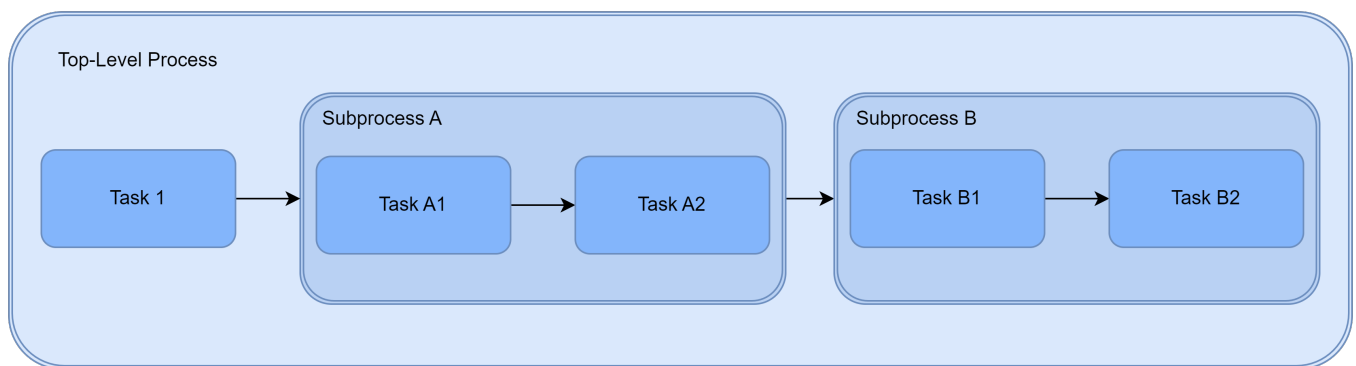 Top-Level Process
Subprocess A
Subprocess B
Task 1
Task A1
Task A2
Task B1
Task B2